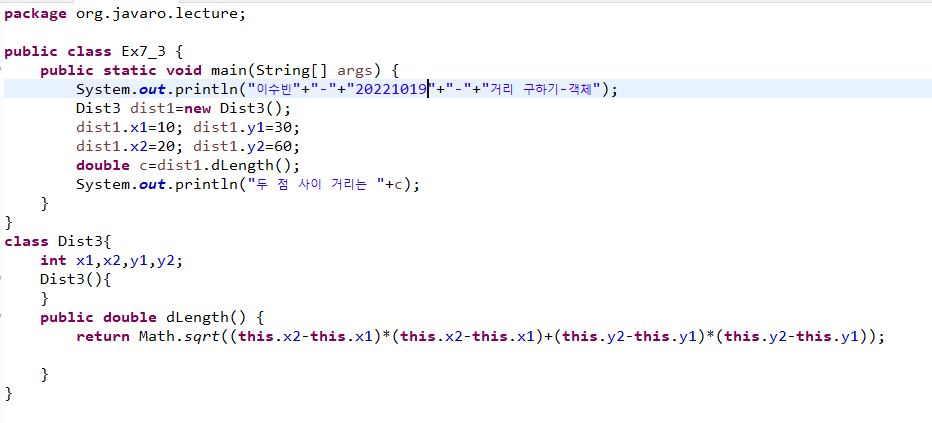 package org.javaro.lecture;
public class Ex7_3 {
public static void main(String[] args) {
System.out.println("이수빈"+"-"+"20221019"+"-"+"거리 구하기-객체");
Dist3 dist1=new Dist3();
dist1.x1=10; dist1.y1=30;
dist1.x2=20; dist1.y2=60;
double c=dist1.dLength();
System.out.println("두 점 사이 거리는 "+c);
}
}
class Dist3{
int x1,x2,y1,y2;
Dist3(){
}
public double dLength() {
return Math.sqrt((this.x2-this.x1)*(this.x2-this.x1)+(this.y2-this.y1)*(this.y2-this.y1));
}
}